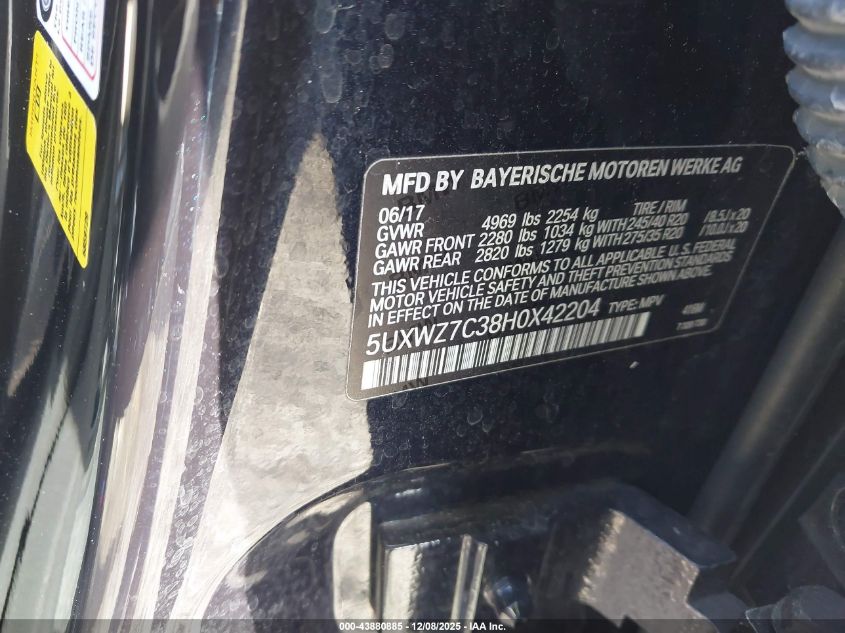 MFD BY BAYERISCHE MOTOREN WERKE AG
06/17 TIRE/RIM
GVWR 4969 lbs 2254 kg
GAWR FRONT 2280 lbs 1034 kg WITH 245/40 R20 /8.5J x 20
GAWR REAR 2820 lbs 1279 kg WITH 275/35 R20 /10.0J x 20
THIS VEHICLE CONFORMS TO ALL APPLICABLE U.S. FEDERAL
MOTOR VEHICLE SAFETY AND THEFT PREVENTION STANDARDS
IN EFFECT ON THE DATE OF MANUFACTURE SHOWN ABOVE.
5UXWZ7C38H0X42204 TYPE: MPV
000-43880885 - 12/08/2025 - IAA Inc.